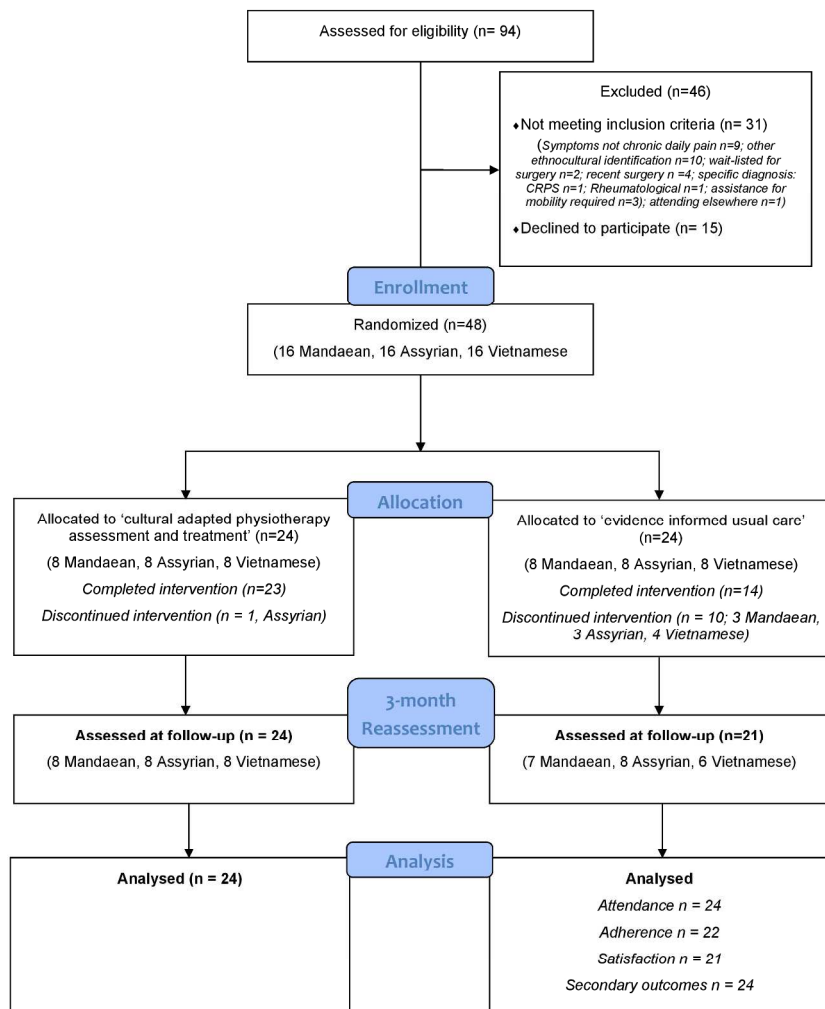 Assessed for eligibility (n= 94)
Excluded (n=46)
♦Not meeting inclusion criteria (n= 31)
(Symptoms not chronic daily pain n=9; other
ethnocultural identification n=10; wait-listed for
surgery n=2; recent surgery n =4; specific diagnosis:
CRPS n=1; Rheumatological n=1; assistance for
mobility required n=3); attending elsewhere n=1)
♦Declined to participate (n= 15)
Enrollment
Randomized (n=48)
(16 Mandaean, 16 Assyrian, 16 Vietnamese
Allocation
Allocated to ‘cultural adapted physiotherapy
assessment and treatment’ (n=24)
(8 Mandaean, 8 Assyrian, 8 Vietnamese)
Completed intervention (n=23)
Discontinued intervention (n = 1, Assyrian)
Allocated to ‘evidence informed usual care’
(n=24)
(8 Mandaean, 8 Assyrian, 8 Vietnamese)
Completed intervention (n=14)
Discontinued intervention (n = 10; 3 Mandaean,
3 Assyrian, 4 Vietnamese)
3-month
Reassessment
Assessed at follow-up (n = 24)
(8 Mandaean, 8 Assyrian, 8 Vietnamese)
Assessed at follow-up (n=21)
(7 Mandaean, 8 Assyrian, 6 Vietnamese)
Analysis
Analysed (n = 24)
Analysed
Attendance n = 24
Adherence n = 22
Satisfaction n = 21
Secondary outcomes n = 24